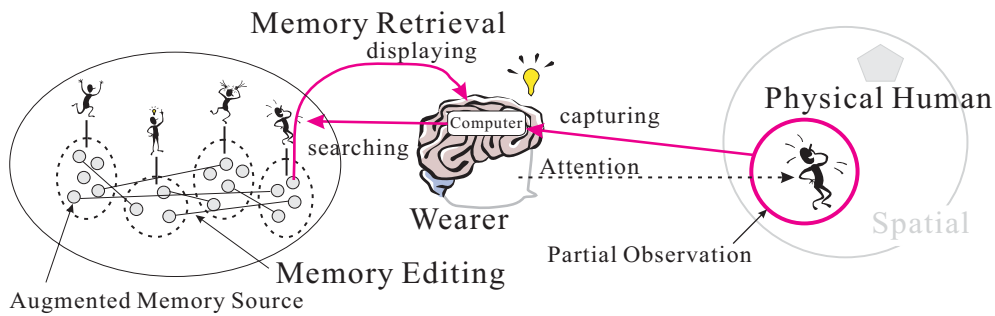 Memory Retrieval
displaying
Computer
searching
capturing
Physical Human
Attention
Wearer
Spatial
Partial Observation
Memory Editing
Augmented Memory Source